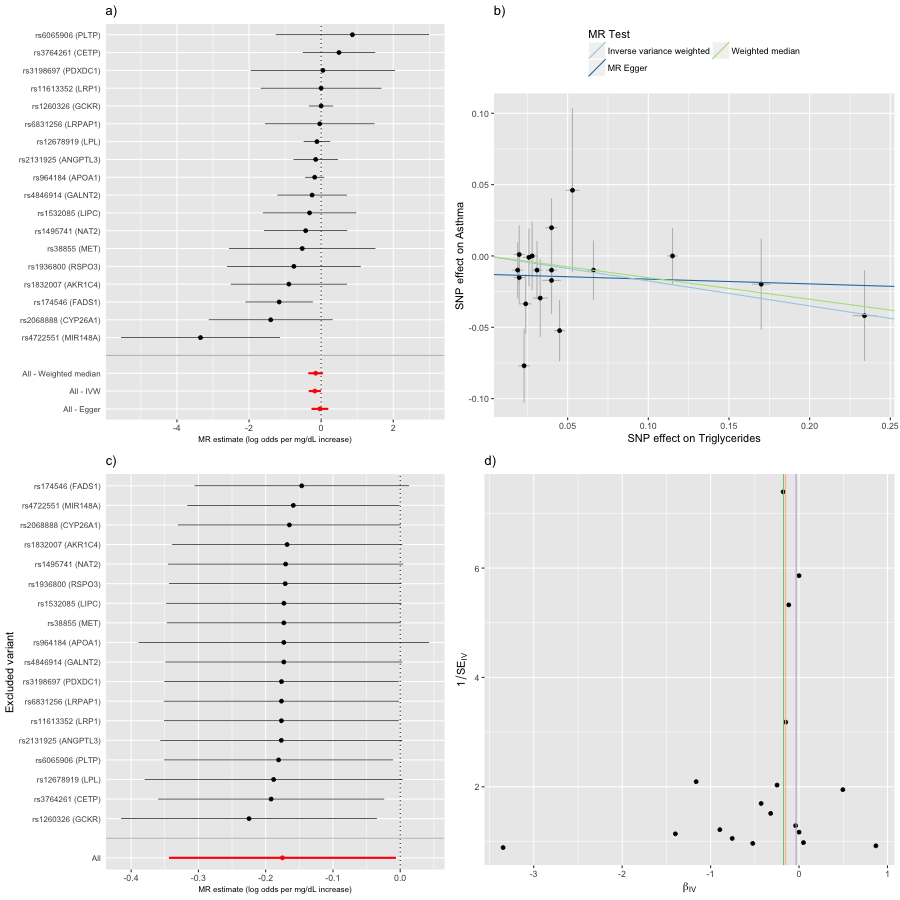 a)
rs6065906 (PLTP)
rs3764261 (CETP)
rs3198697 (PDXDC1)
rs11613352 (LRP1)
rs1260326 (GCKR)
rs6831256 (LRPAP1)
rs12678919 (LPL)
rs2131925 (ANGPTL3)
rs964184 (APOA1)
rs4846914 (GALNT2)
rs1532085 (LIPC)
rs1495741 (NAT2)
rs38855 (MET)
rs1936800 (RSPO3)
rs1832007 (AKR1C4)
rs174546 (FADS1)
rs2068888 (CYP26A1)
rs4722551 (MIR148A)
All - Weighted median
All - IVW
All - Egger
-4 -2 0 2
MR estimate (log odds per mg/dL increase)
b)
MR Test
Inverse variance weighted Weighted median
MR Egger
SNP effect on Asthma
0.10
0.05
0.00
-0.05
-0.10
0.05 0.10 0.15 0.20 0.25
SNP effect on Triglycerides
c)
Excluded variant
rs174546 (FADS1)
rs4722551 (MIR148A)
rs2068888 (CYP26A1)
rs1832007 (AKR1C4)
rs1495741 (NAT2)
rs1936800 (RSPO3)
rs1532085 (LIPC)
rs38855 (MET)
rs964184 (APOA1)
rs4846914 (GALNT2)
rs3198697 (PDXDC1)
rs6831256 (LRPAP1)
rs11613352 (LRP1)
rs2131925 (ANGPTL3)
rs6065906 (PLTP)
rs12678919 (LPL)
rs3764261 (CETP)
rs1260326 (GCKR)
All
-0.4 -0.3 -0.2 -0.1 0.0
MR estimate (log odds per mg/dL increase)
d)
1/SE_IV
6
4
2
-3 -2 -1 0 1
β_IV